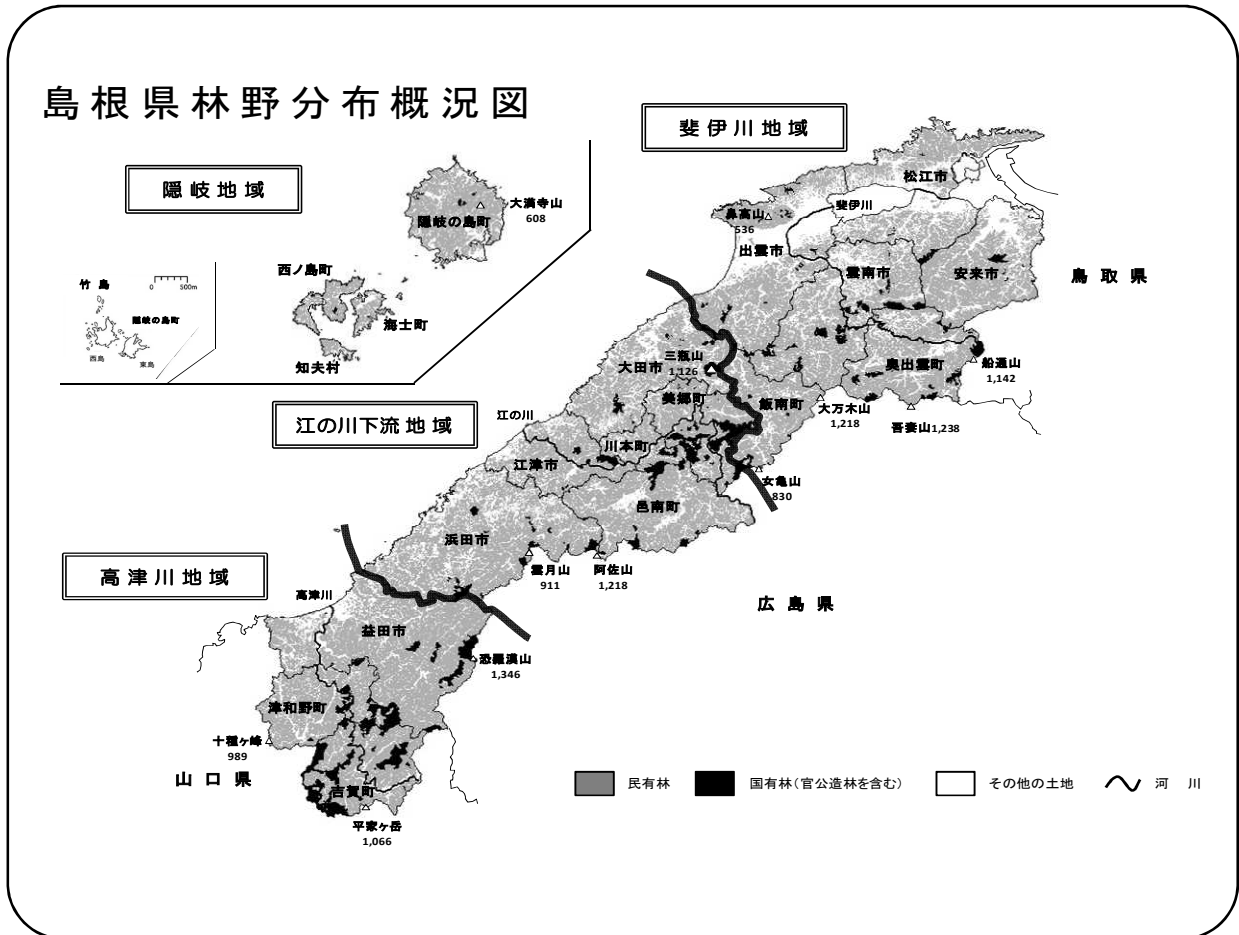 島根県林野分布概況図
斐伊川地域
隠岐地域
松江市
大満寺山
608
隠岐の島町
斐伊川
鼻高山
536
出雲市
雲南市
安来市
鳥取県
西ノ島町
竹島
0 500m
隠岐の島町
西島
東島
海士町
知夫村
三瓶山
1,126
大田市
奥出雲町
船通山
1,142
美郷町
飯南町
大万木山
1,218
吾妻山1,238
江の川下流地域
江の川
川本町
江津市
女亀山
830
邑南町
浜田市
雲月山
911
阿佐山
1,218
高津川地域
高津川
広島県
益田市
恐羅漢山
1,346
津和野町
十種ヶ峰
989
山口県
吉賀町
平家ヶ岳
1,066
民有林
国有林(官公造林を含む)
その他の土地
河川